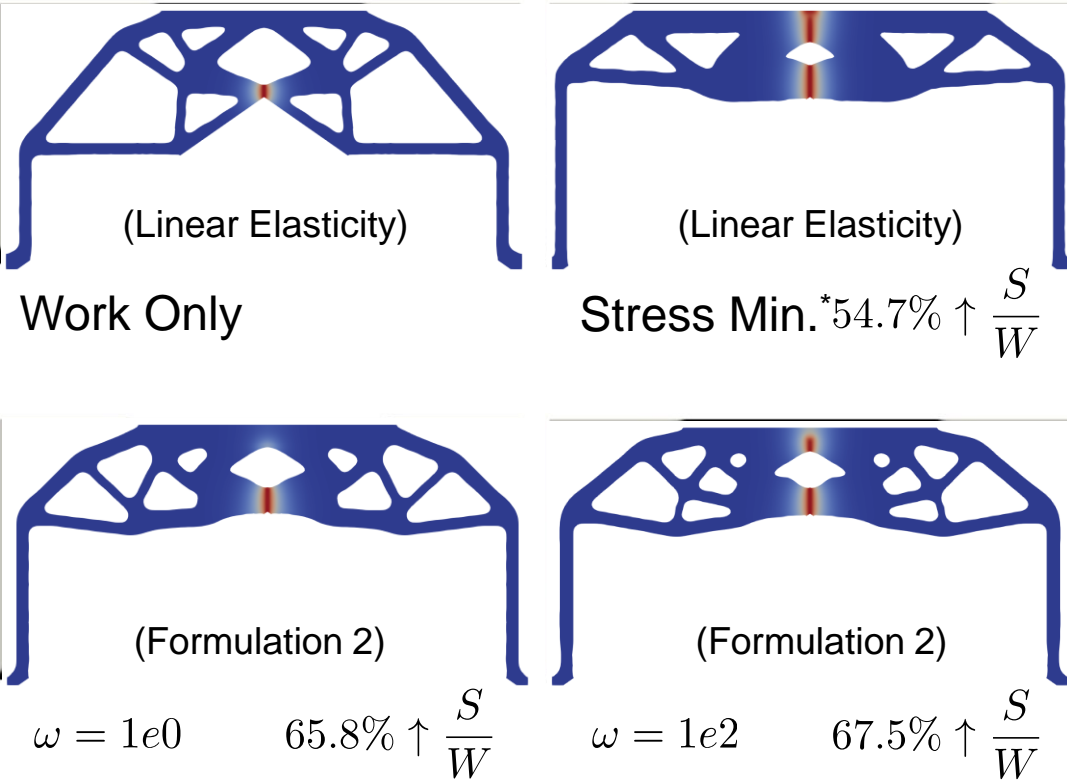 (Linear Elasticity)
(Linear Elasticity)
Work Only
Stress Min.*54.7% ↑ S/W
(Formulation 2)
(Formulation 2)
ω = 1e0 65.8% ↑ S/W
ω = 1e2 67.5% ↑ S/W